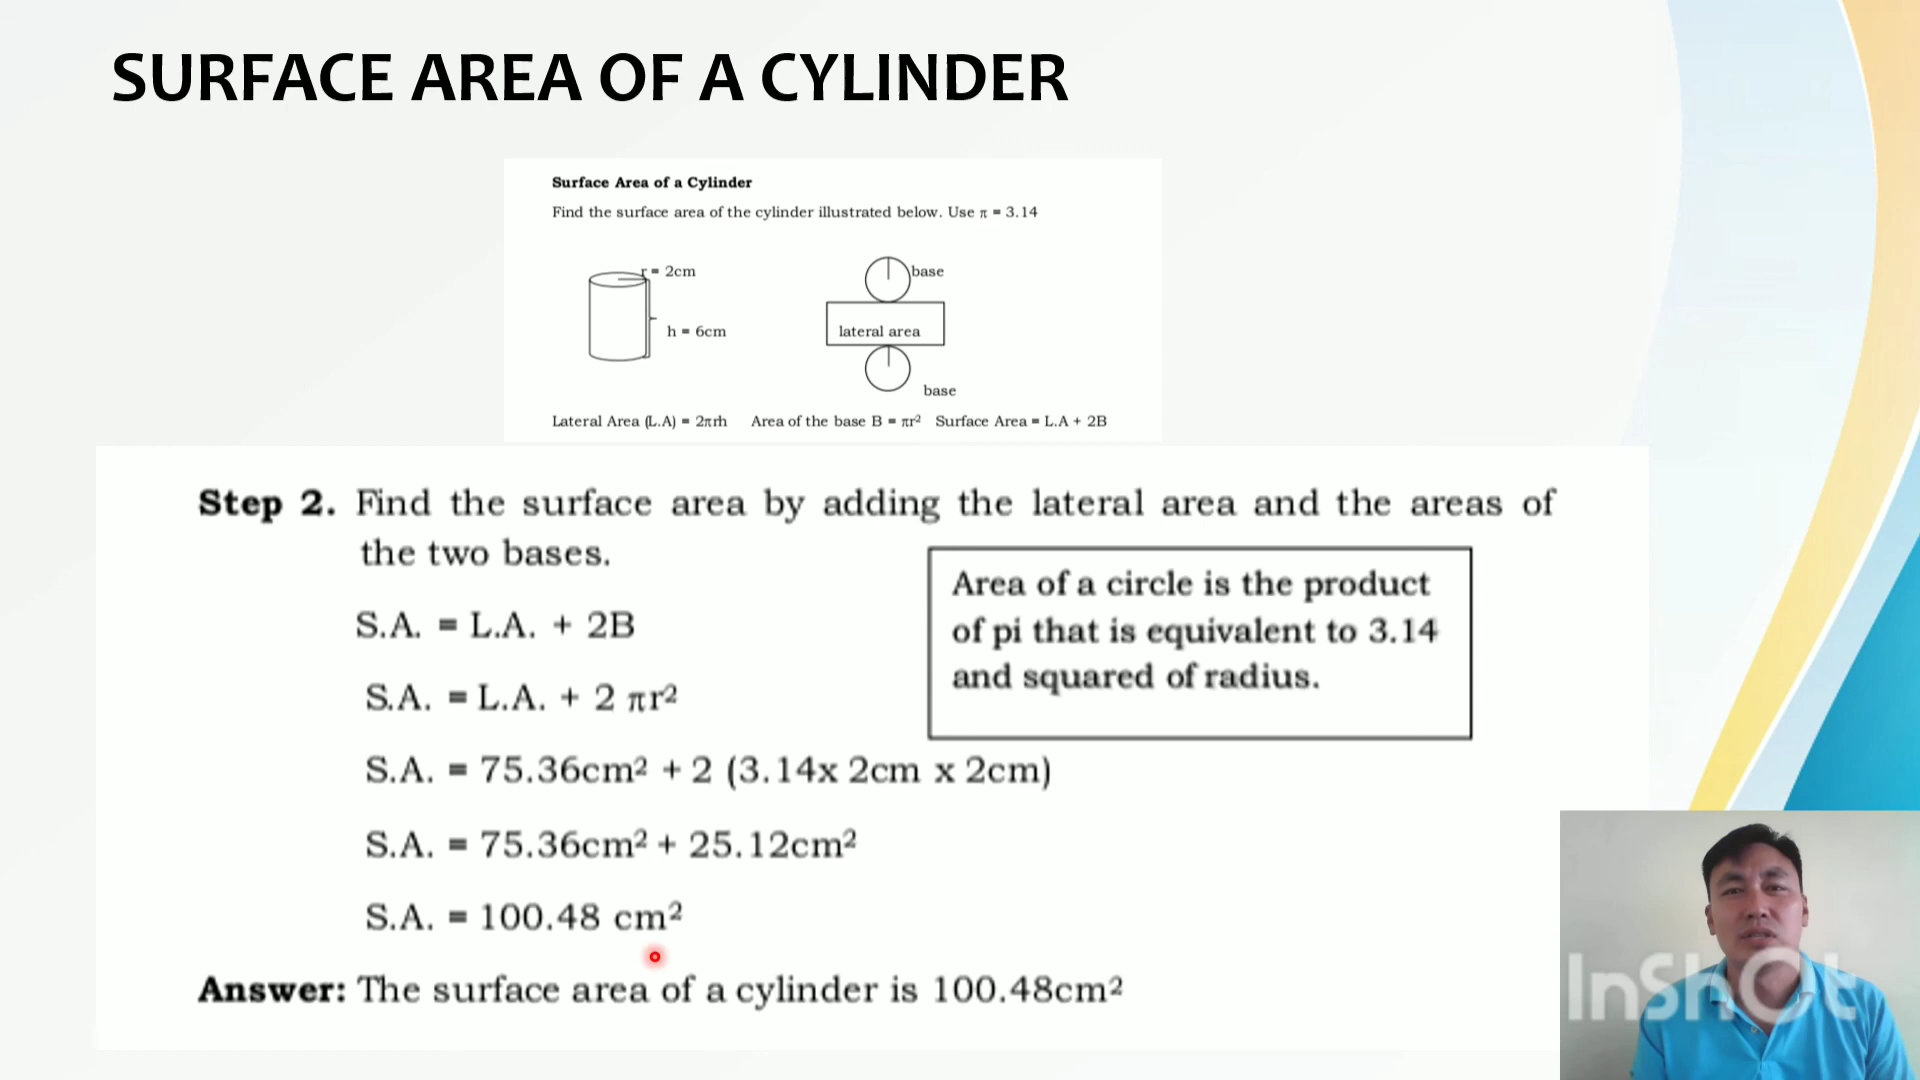 SURFACE AREA OF A CYLINDER
Surface Area of a Cylinder
Find the surface area of the cylinder illustrated below. Use π = 3.14
r = 2cm
base
h = 6cm
lateral area
base
Lateral Area (L.A) = 2πrh Area of the base B = πr² Surface Area = L.A + 2B
Step 2. Find the surface area by adding the lateral area and the areas of
the two bases.
Area of a circle is the product
of pi that is equivalent to 3.14
and squared of radius.
S.A. = L.A. + 2B
S.A. = L.A. + 2 πr²
S.A. = 75.36cm² + 2 (3.14x 2cm x 2cm)
S.A. = 75.36cm² + 25.12cm²
S.A. = 100.48 cm²
Answer: The surface area of a cylinder is 100.48cm²
InShOt